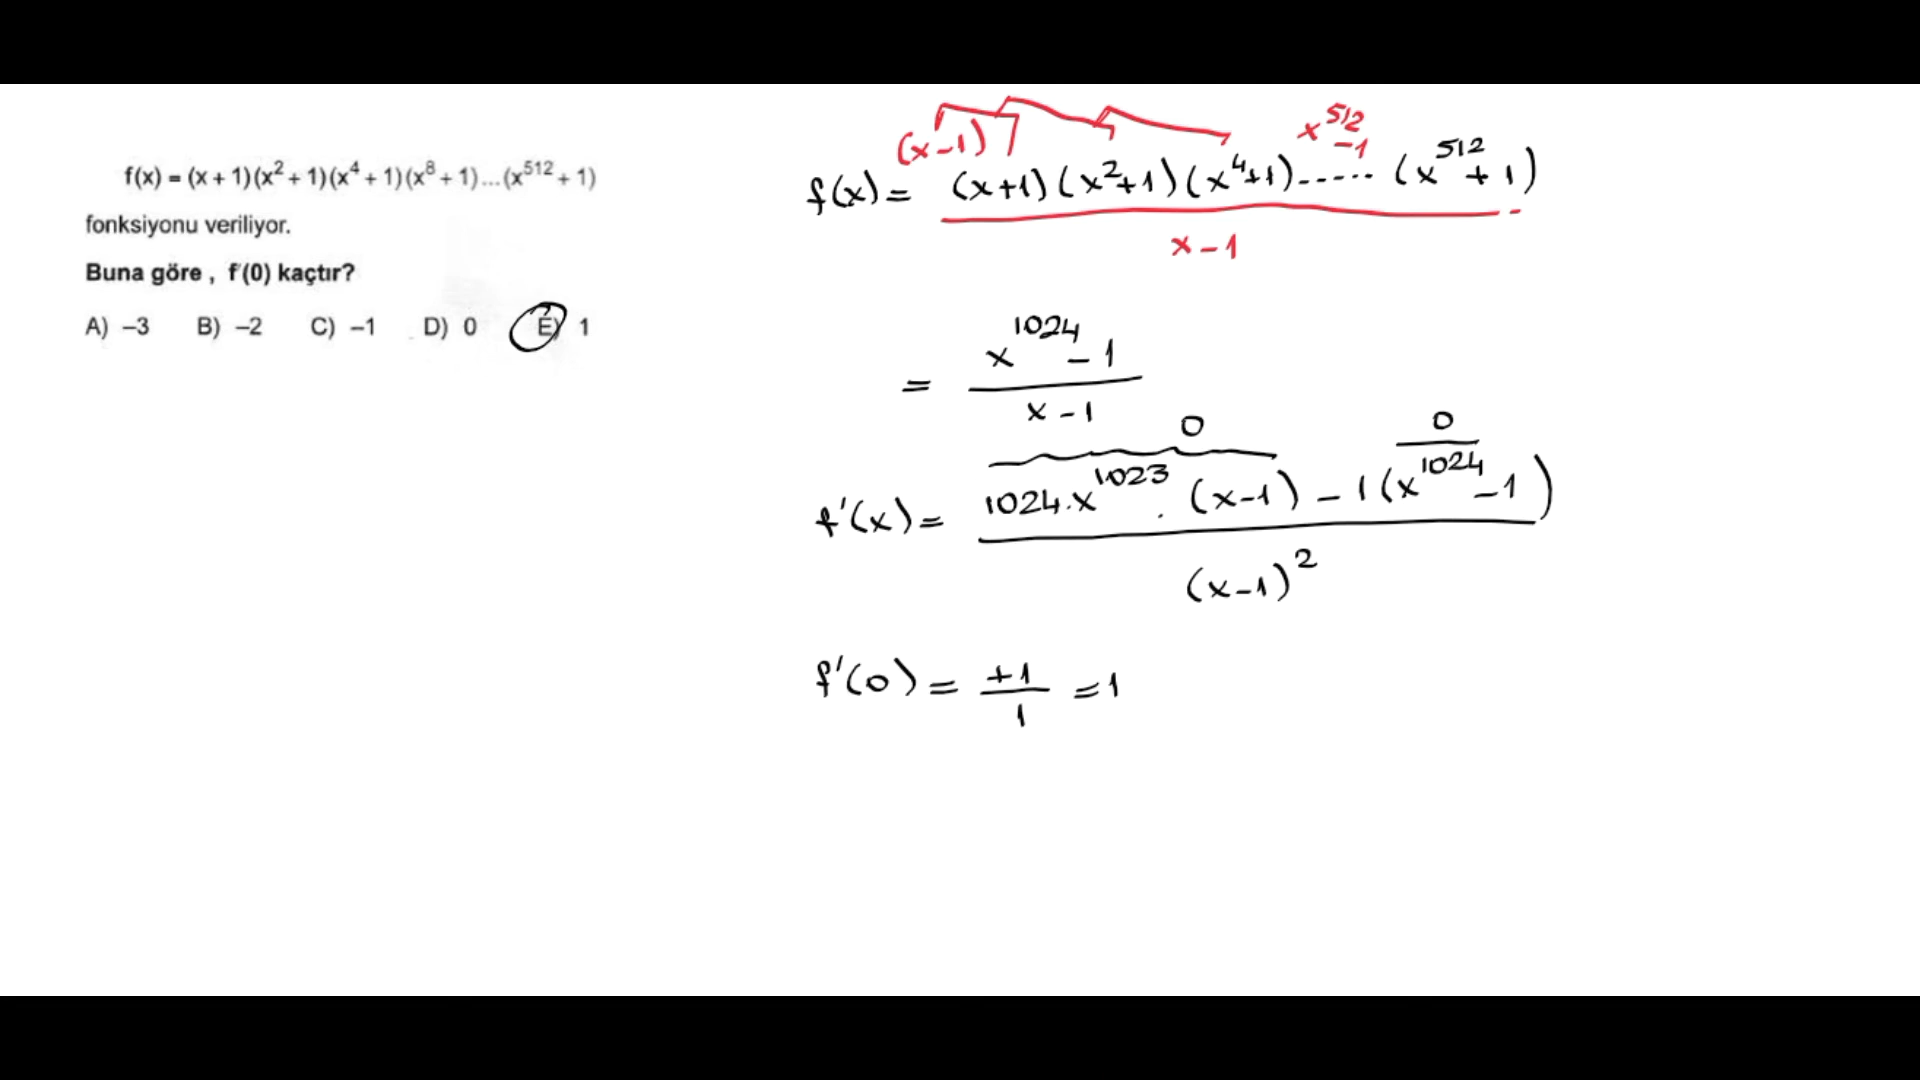 f(x) = (x + 1)(x² + 1)(x⁴ + 1)(x⁸ + 1)...(x⁵¹² + 1)
fonksiyonu veriliyor.
Buna göre , f'(0) kaçtır?
A) –3 B) –2 C) –1 D) 0 E) 1
(x-1) x⁵¹²-1
f(x) = (x+1)(x²+1)(x⁴+1)...... (x⁵¹²+1)
x-1
= x¹⁰²⁴-1
x-1
0 0
f'(x) = 1024.x¹⁰²³.(x-1) - 1(x¹⁰²⁴-1)
(x-1)²
f'(0) = +1 = 1
1